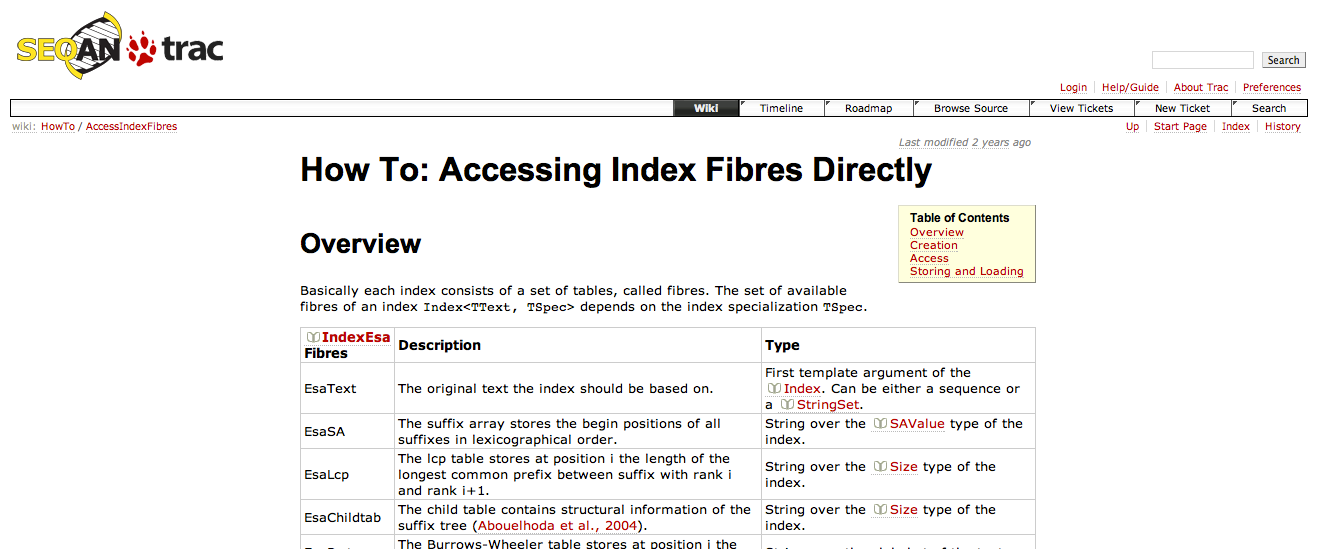 SEQAN trac
Search
Login Help/Guide About Trac Preferences
Wiki Timeline Roadmap Browse Source View Tickets New Ticket Search
wiki: HowTo / AccessIndexFibres
Up Start Page Index History
Last modified 2 years ago
How To: Accessing Index Fibres Directly
Table of Contents
Overview
Creation
Access
Storing and Loading
Overview
Basically each index consists of a set of tables, called fibres. The set of available
fibres of an index Index<TText, TSpec> depends on the index specialization TSpec.
IndexEsa
Fibres
Description
Type
EsaText
The original text the index should be based on.
First template argument of the
Index. Can be either a sequence or
a StringSet.
EsaSA
The suffix array stores the begin positions of all
suffixes in lexicographical order.
String over the SAValue type of the
index.
EsaLcp
The lcp table stores at position i the length of the
longest common prefix between suffix with rank i
and rank i+1.
String over the Size type of the
index.
EsaChildtab
The child table contains structural information of the
suffix tree (Abouelhoda et al., 2004).
String over the Size type of the
index.
The Burrows-Wheeler table stores at position i the